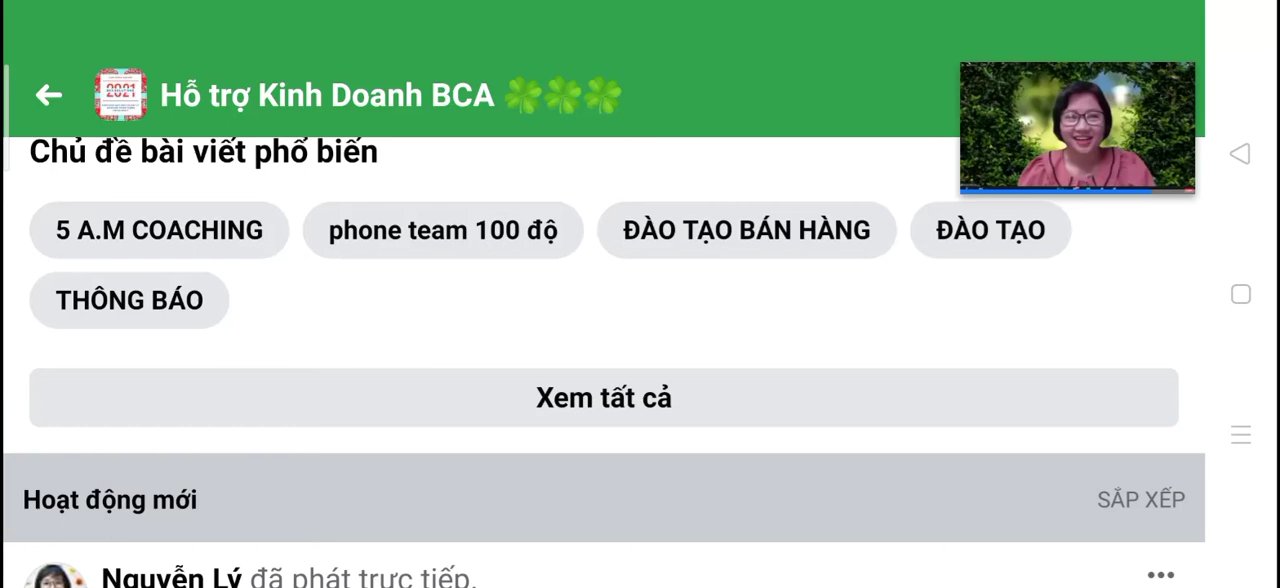 2021
Hỗ trợ Kinh Doanh BCA 🍀🍀🍀
Chủ đề bài viết phổ biến
5 A.M COACHING
phone team 100 độ
ĐÀO TẠO BÁN HÀNG
ĐÀO TẠO
THÔNG BÁO
Xem tất cả
Hoạt động mới
SẮP XẾP
Nguyễn Lý đã phát trực tiếp.